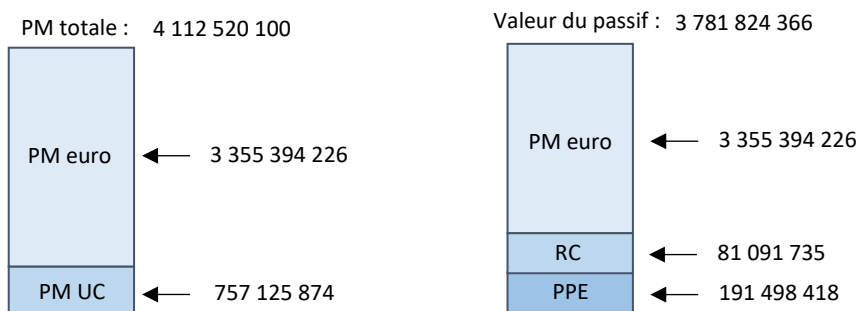 PM totale : 4 112 520 100
PM euro
3 355 394 226
PM UC
757 125 874
Valeur du passif : 3 781 824 366
PM euro
3 355 394 226
RC
81 091 735
PPE
191 498 418